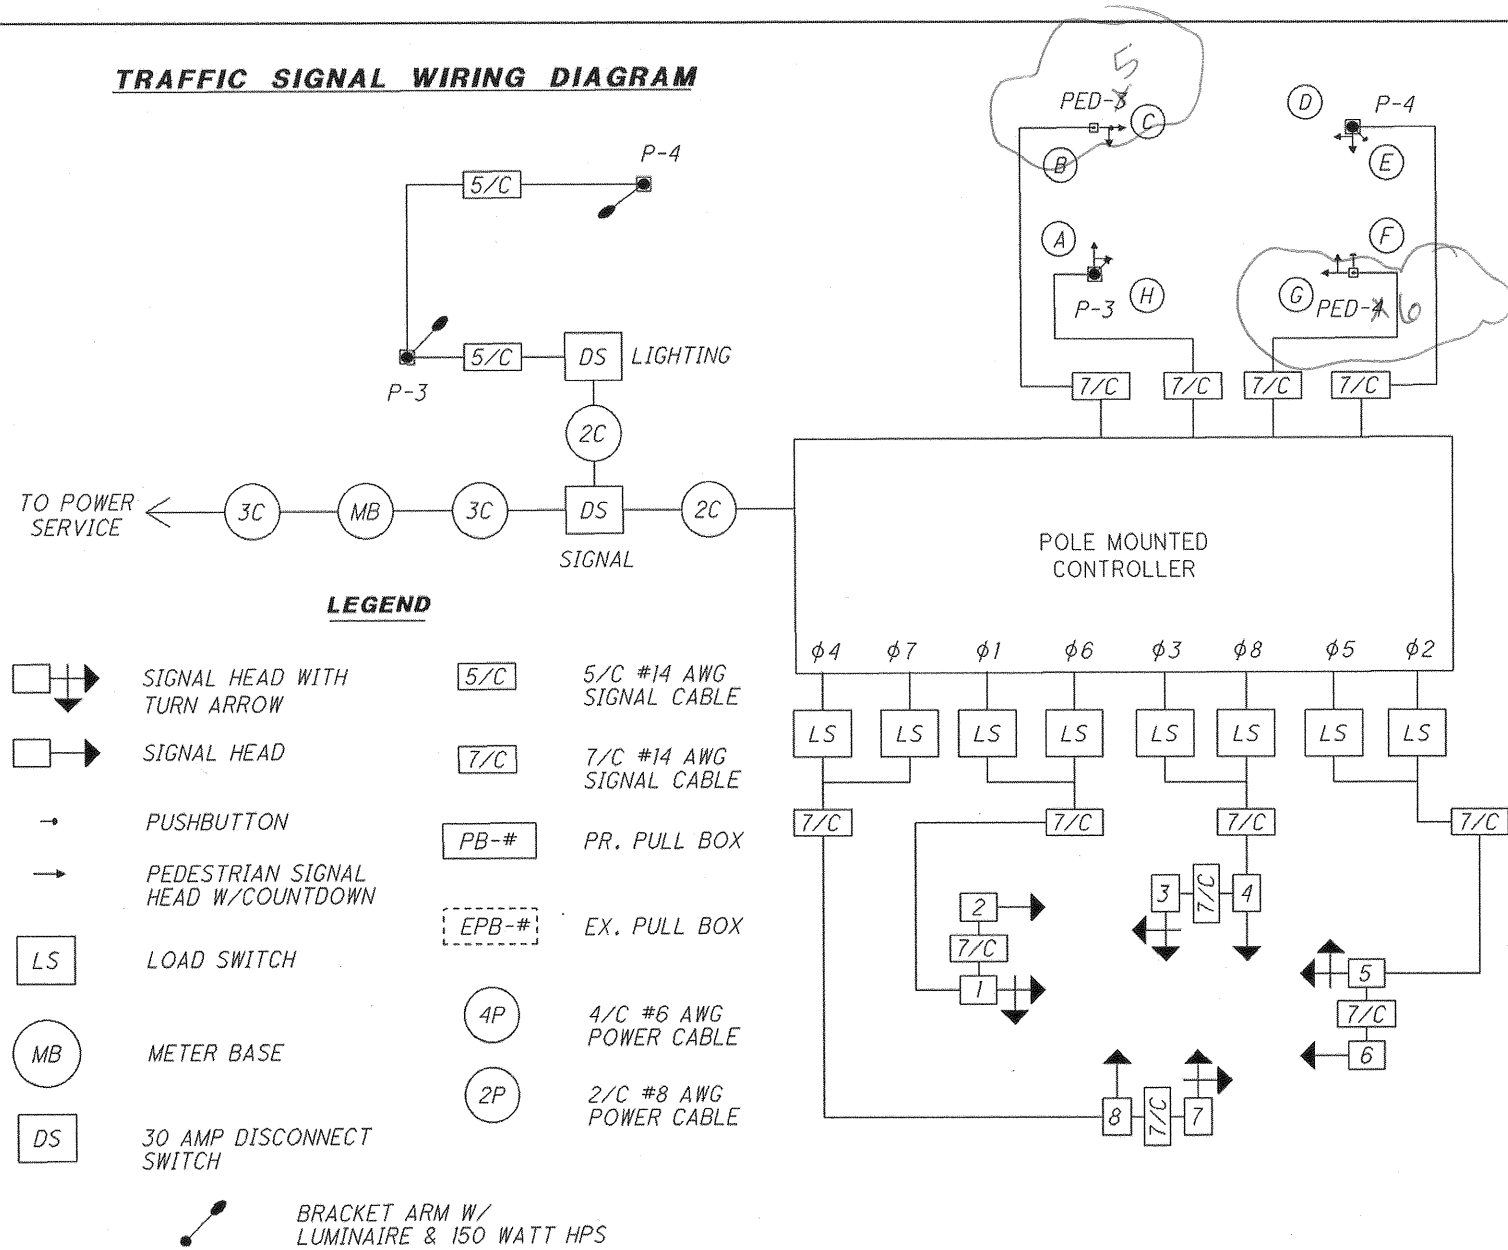 TRAFFIC SIGNAL WIRING DIAGRAM
P-4
5/C
5/C
P-3
DS
LIGHTING
2C
TO POWER
SERVICE
3C
MB
3C
DS
2C
SIGNAL
5
PED-
C
B
D
P-4
E
A
F
H
P-3
G
PED-4 6
7/C
7/C
7/C
7/C
POLE MOUNTED
CONTROLLER
ϕ4 ϕ7 ϕ1 ϕ6 ϕ3 ϕ8 ϕ5 ϕ2
LS LS LS LS LS LS LS LS
7/C 7/C 7/C 7/C
2
7/C
1
3
7/C
4
5
7/C
6
8
7/C
7
LEGEND
SIGNAL HEAD WITH
TURN ARROW
SIGNAL HEAD
PUSHBUTTON
PEDESTRIAN SIGNAL
HEAD W/COUNTDOWN
LS
LOAD SWITCH
MB
METER BASE
DS
30 AMP DISCONNECT
SWITCH
BRACKET ARM W/
LUMINAIRE & 150 WATT HPS
5/C
5/C #14 AWG
SIGNAL CABLE
7/C
7/C #14 AWG
SIGNAL CABLE
PB-#
PR. PULL BOX
EPB-#
EX. PULL BOX
4P
4/C #6 AWG
POWER CABLE
2P
2/C #8 AWG
POWER CABLE